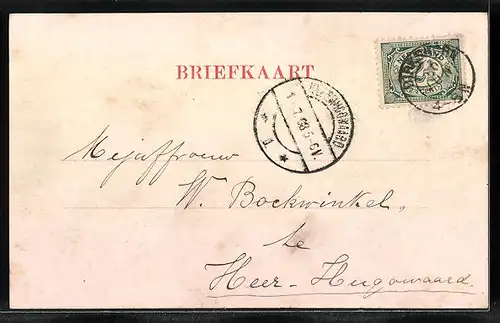 BRIEFKAART
Mejuffrouw
W. Bockwinkel,
te
Heer-Hugowaard.